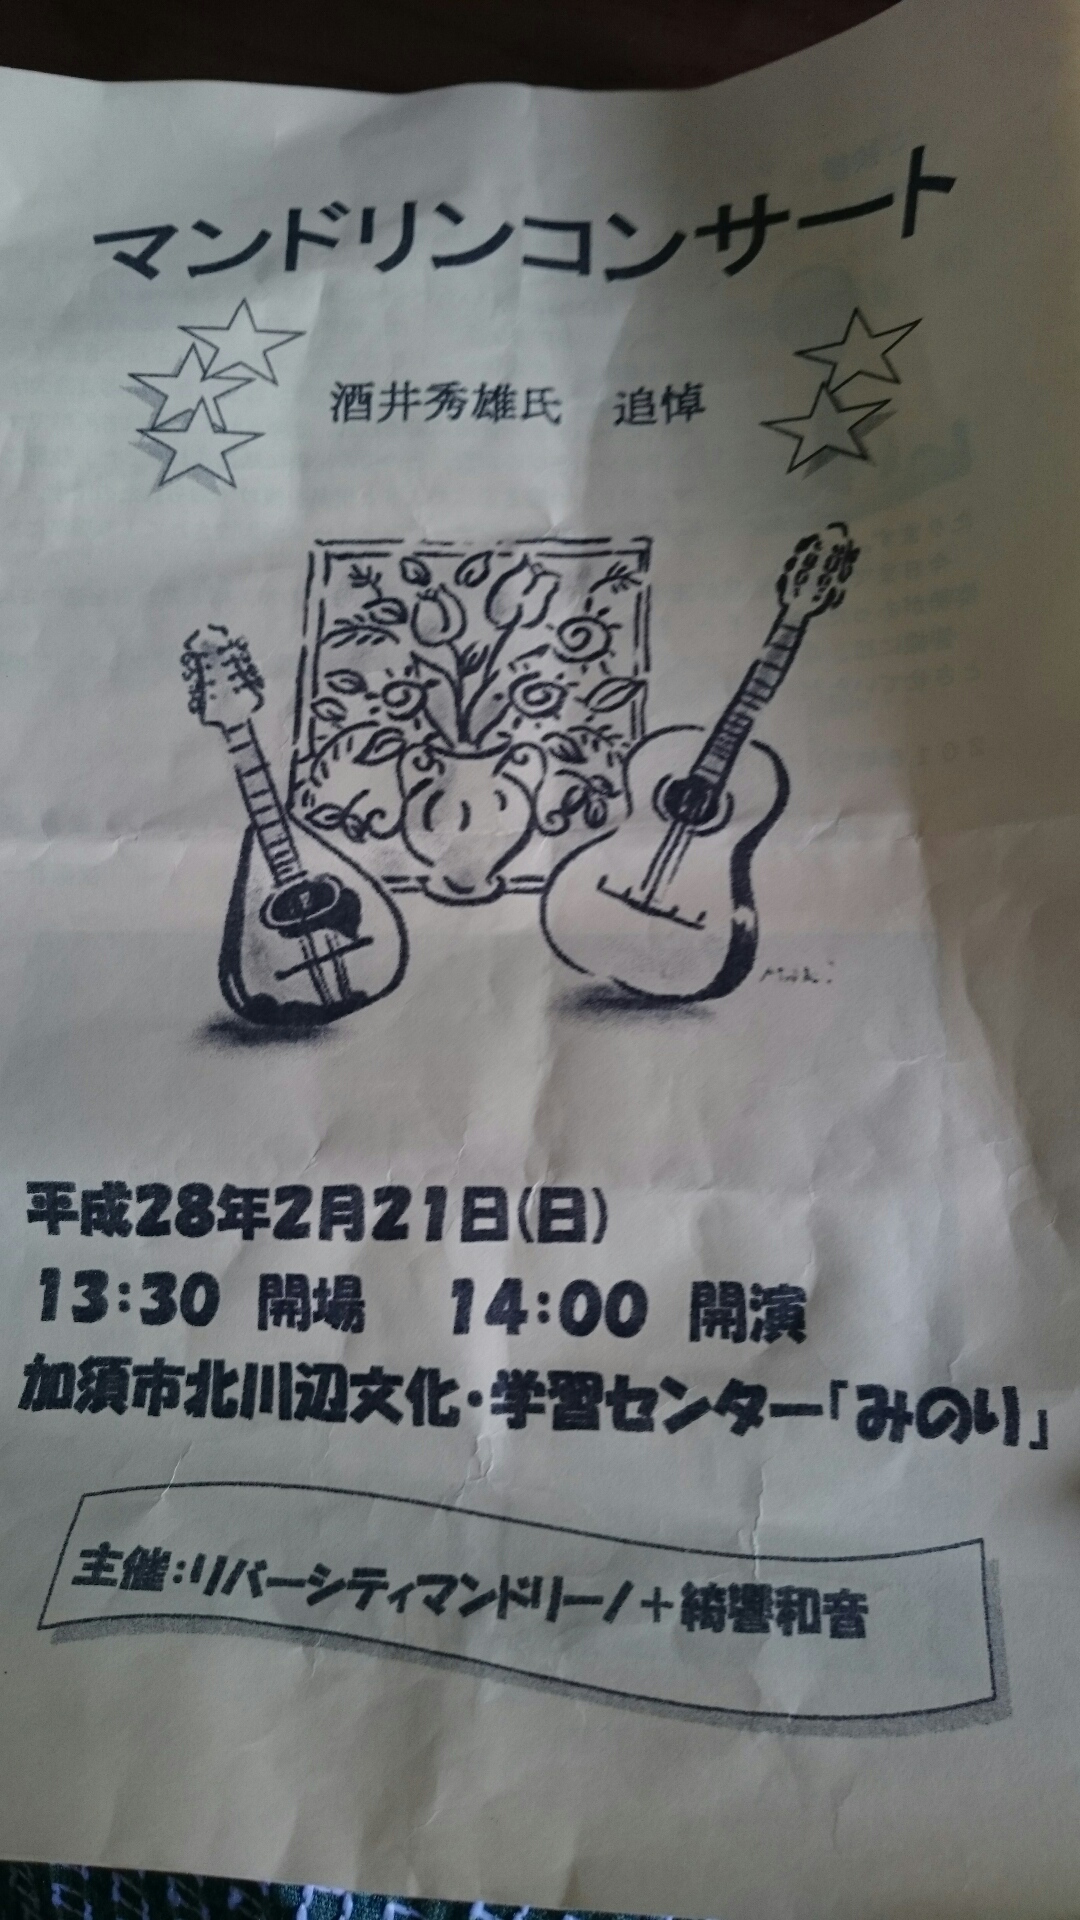 マンドリンコンサート
酒井秀雄氏 追悼
平成28年2月21日(日)
13:30 開場 14:00 開演
加須市北川辺文化・学習センター「みのり」
主催:リバーシティマンドリーノ+綺響和音